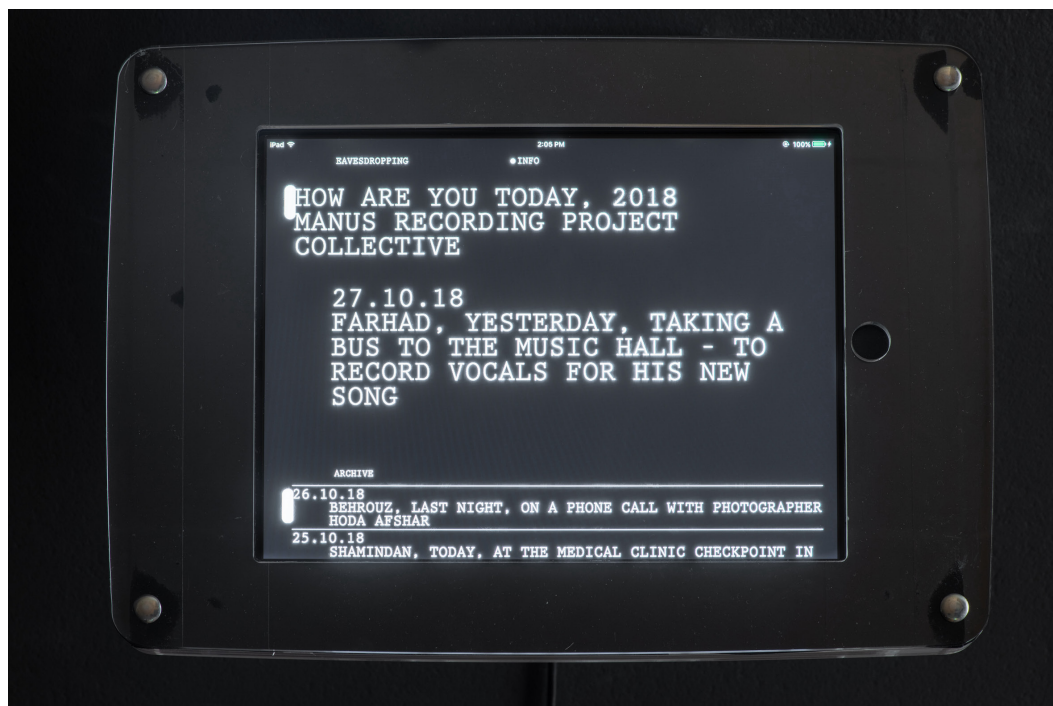 iPad 2:05 PM 100%
EAVESDROPPING INFO
HOW ARE YOU TODAY, 2018
MANUS RECORDING PROJECT
COLLECTIVE
27.10.18
FARHAD, YESTERDAY, TAKING A
BUS TO THE MUSIC HALL - TO
RECORD VOCALS FOR HIS NEW
SONG
ARCHIVE
26.10.18
BEHROUZ, LAST NIGHT, ON A PHONE CALL WITH PHOTOGRAPHER
HODA AFSHAR
25.10.18
SHAMINDAN, TODAY, AT THE MEDICAL CLINIC CHECKPOINT IN